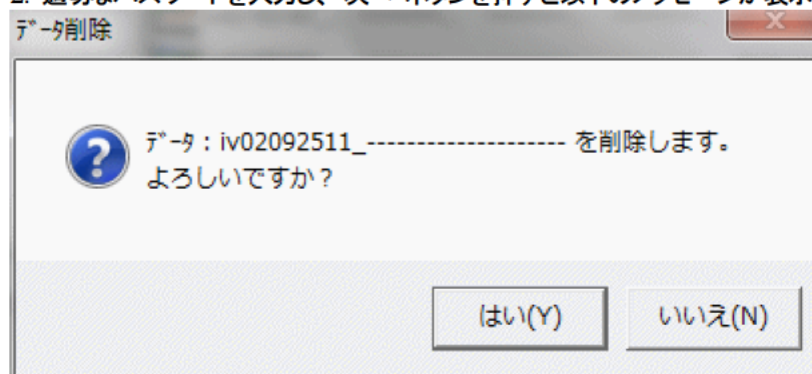 ﾃﾞｰﾀ削除
ﾃﾞｰﾀ：iv02092511_-------------------- を削除します。
よろしいですか？
はい(Y)
いいえ(N)